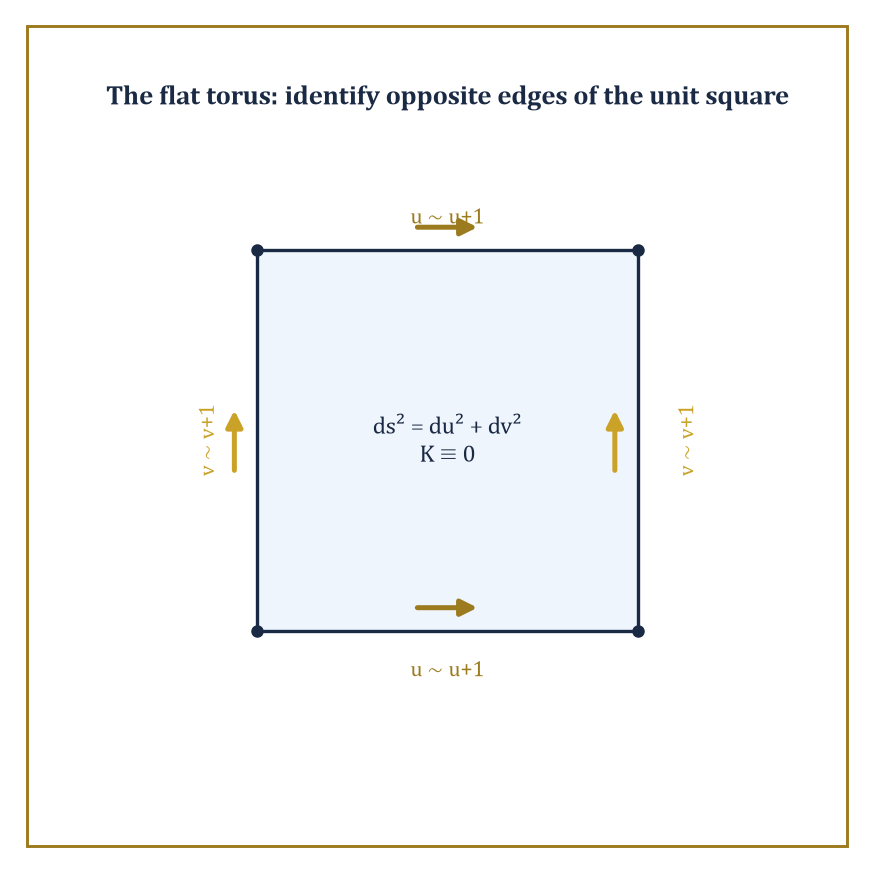 The flat torus: identify opposite edges of the unit square
u ~ u+1
v ~ v+1
ds² = du² + dv²
K ≡ 0
v ~ v+1
u ~ u+1